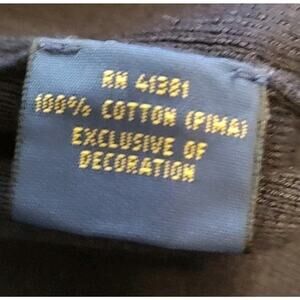 RN 41381
100% COTTON (PIMA)
EXCLUSIVE OF
DECORATION